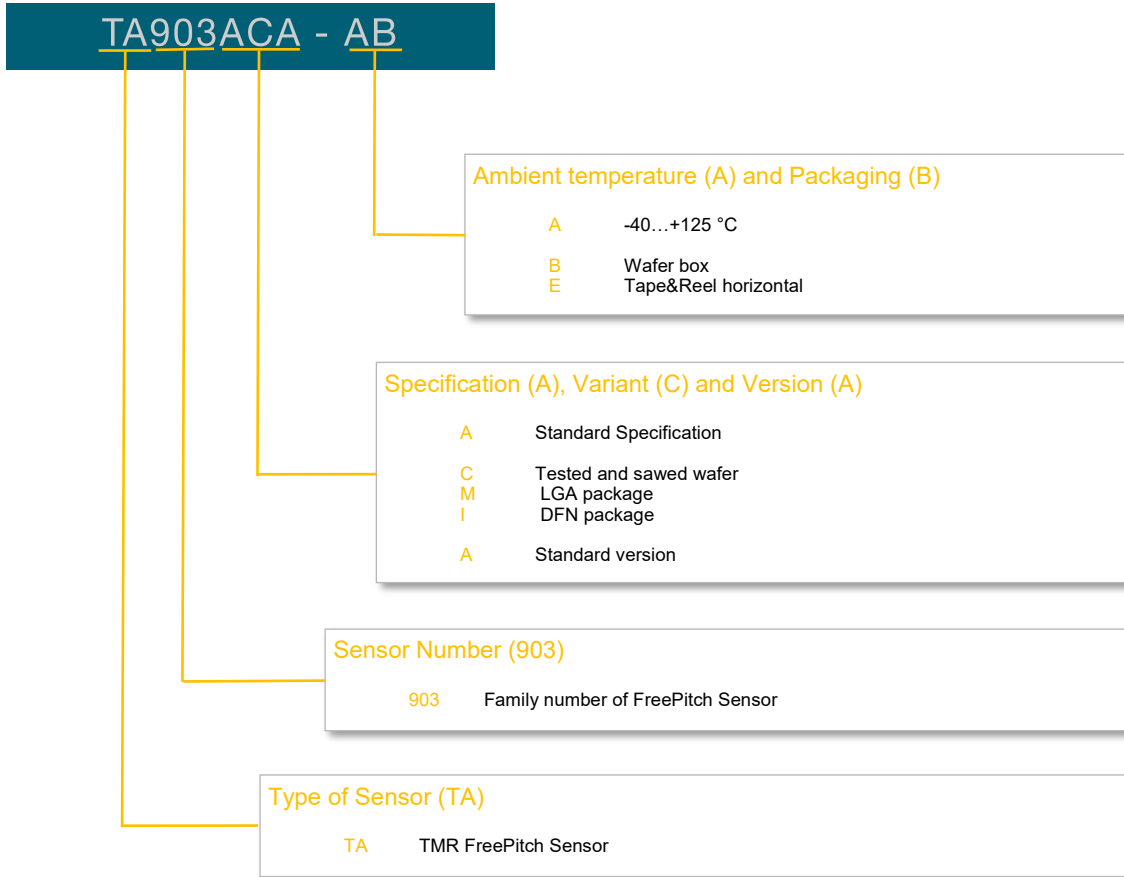 TA903ACA - AB
Ambient temperature (A) and Packaging (B)
A -40…+125 °C
B Wafer box
E Tape&Reel horizontal
Specification (A), Variant (C) and Version (A)
A Standard Specification
C Tested and sawed wafer
M LGA package
I DFN package
A Standard version
Sensor Number (903)
903 Family number of FreePitch Sensor
Type of Sensor (TA)
TA TMR FreePitch Sensor